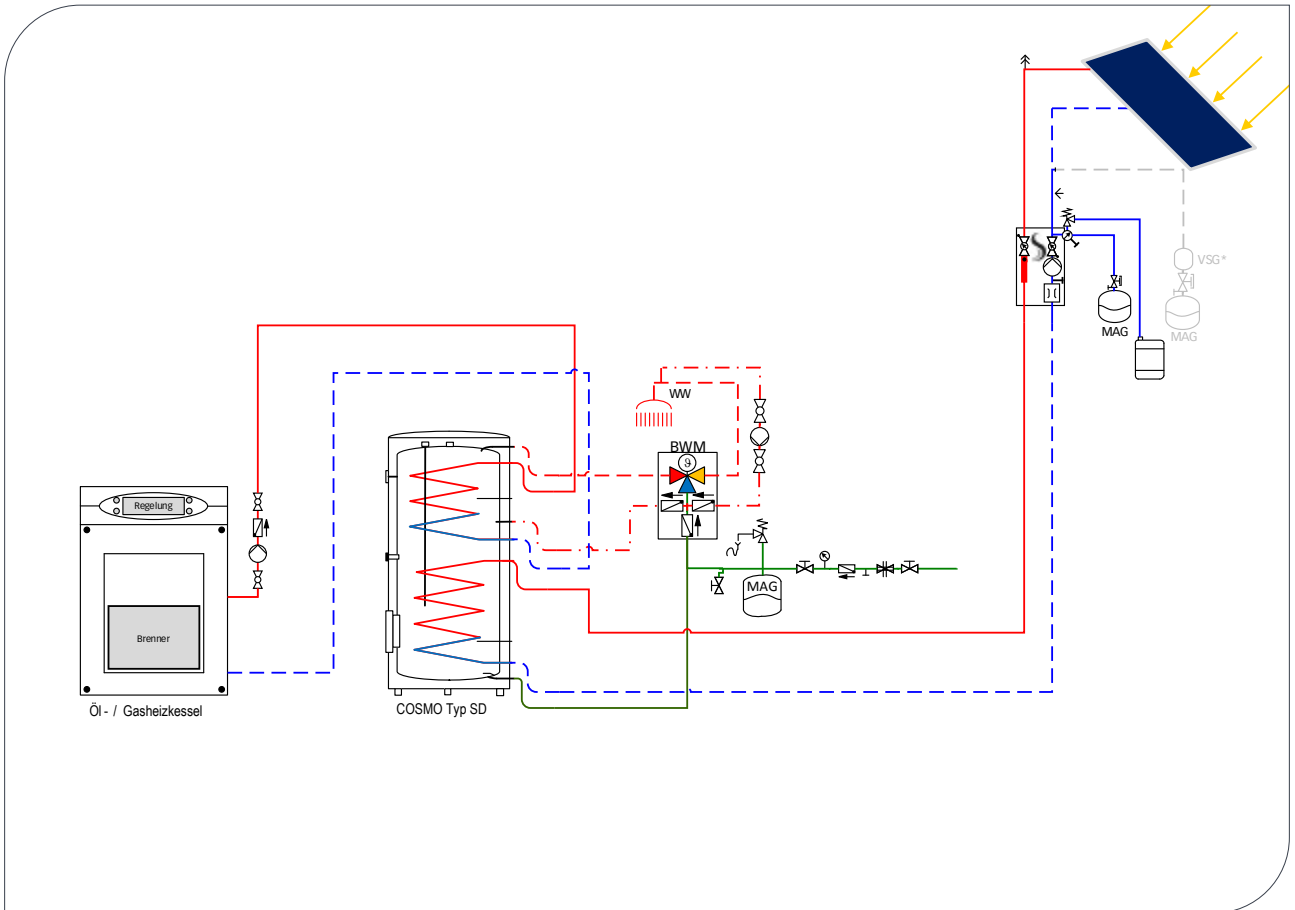 VSG*
MAG
MAG
WW
BWM
ϑ
Regelung
MAG
Brenner
Öl - / Gasheizkessel
COSMO Typ SD